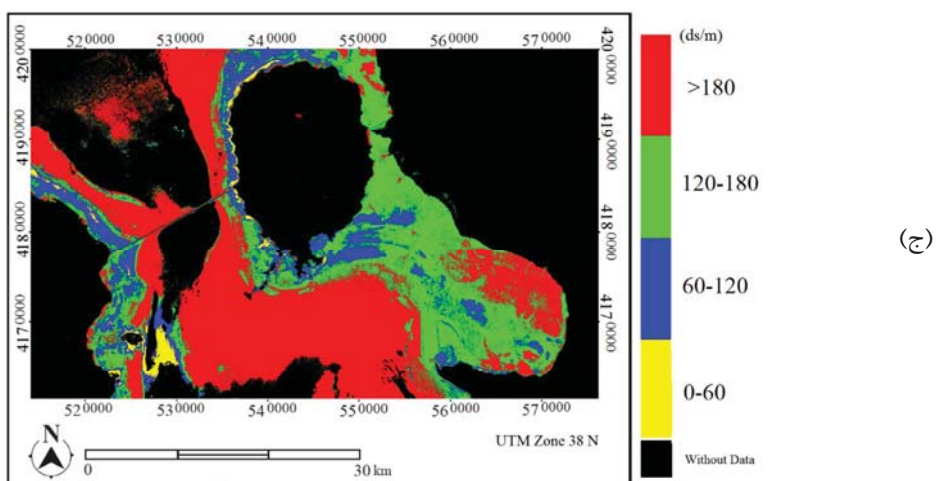 520000 530000 540000 550000 560000 570000
4200000 4190000 4180000 4170000
4200000 4190000 4180000 4170000
520000 530000 540000 550000 560000 570000
N
0 30 km
UTM Zone 38 N
(ds/m)
>180
120-180
60-120
0-60
Without Data
(ج)